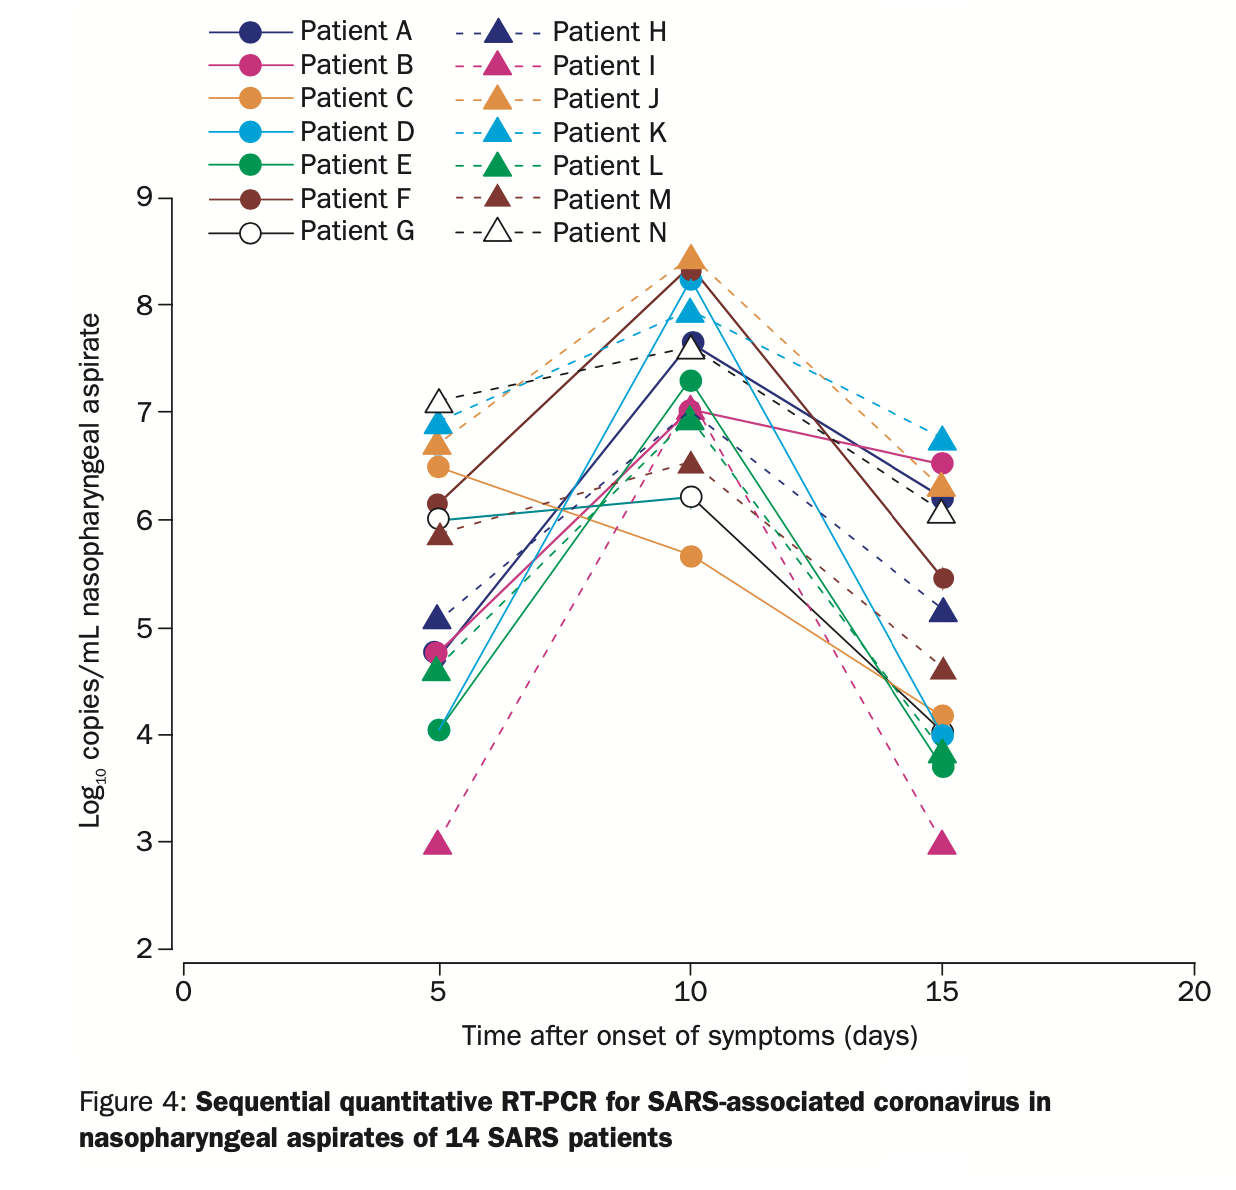 Patient A Patient H
Patient B Patient I
Patient C Patient J
Patient D Patient K
Patient E Patient L
Patient F Patient M
Patient G Patient N
9
8
7
6
5
4
3
2
Log₁₀ copies/mL nasopharyngeal aspirate
0 5 10 15 20
Time after onset of symptoms (days)
Figure 4: Sequential quantitative RT-PCR for SARS-associated coronavirus in
nasopharyngeal aspirates of 14 SARS patients